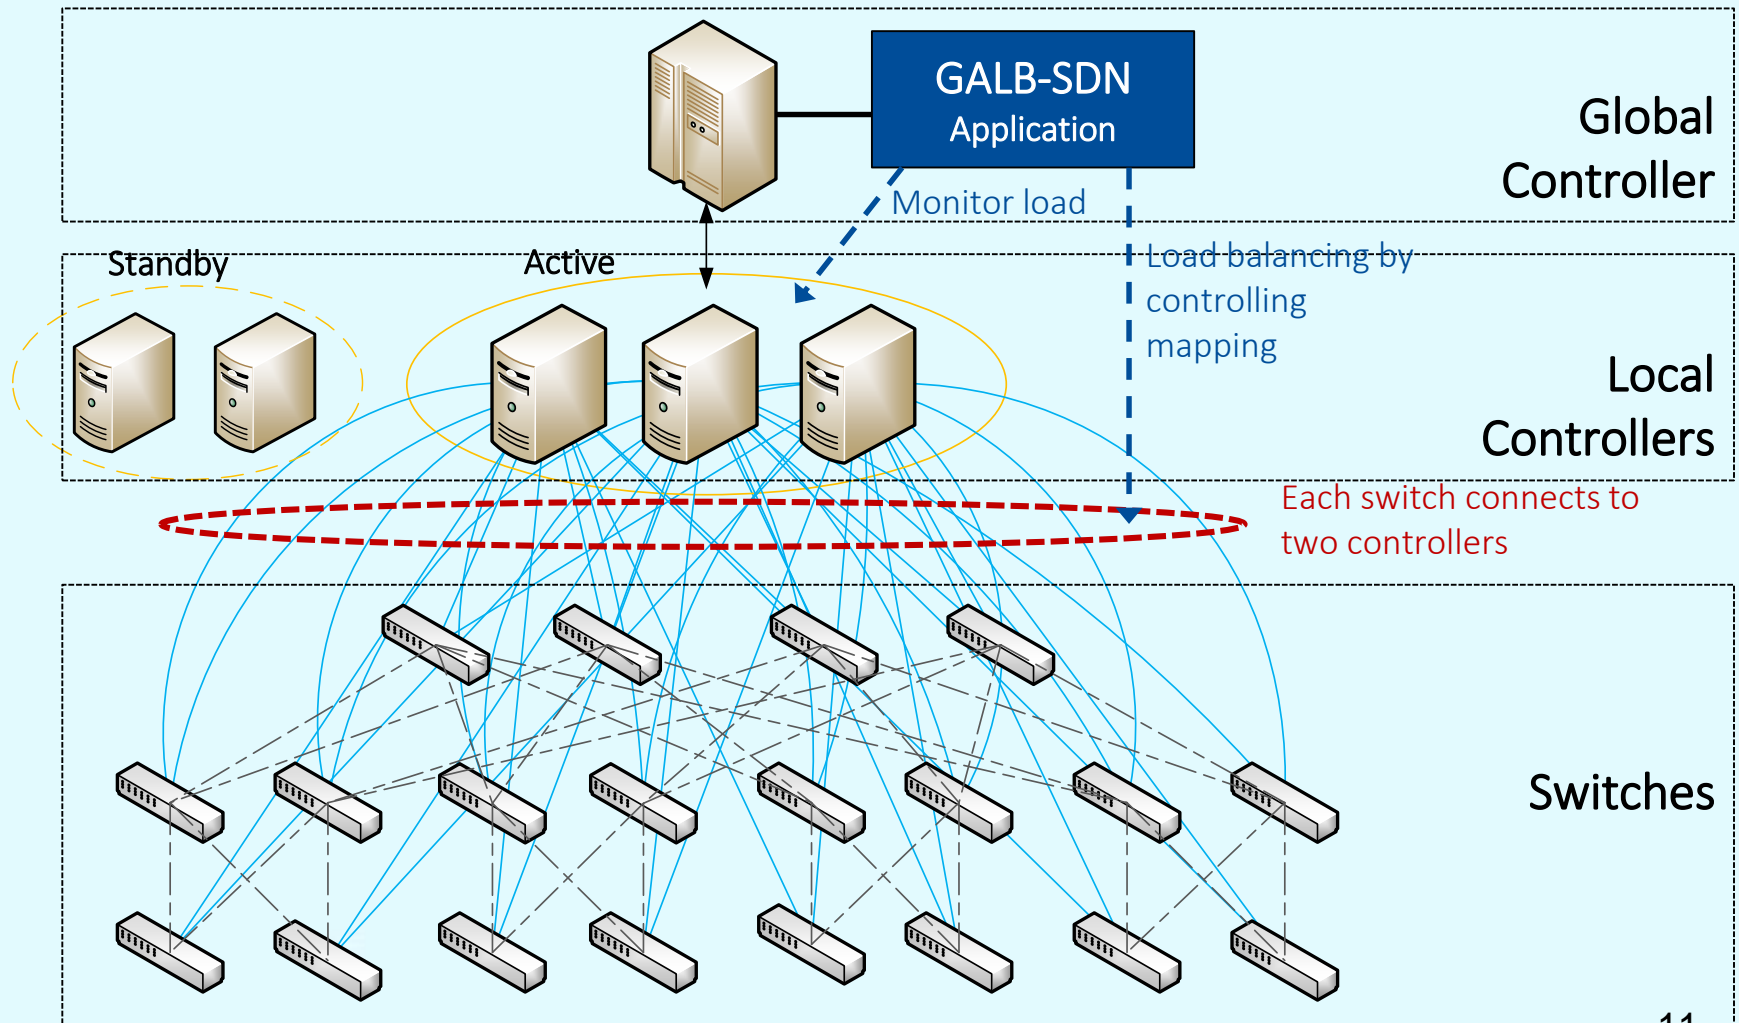 GALB-SDN
Application
Global
Controller
Monitor load
Standby
Active
Load balancing by
controlling
mapping
Local
Controllers
Each switch connects to
two controllers
Switches
11